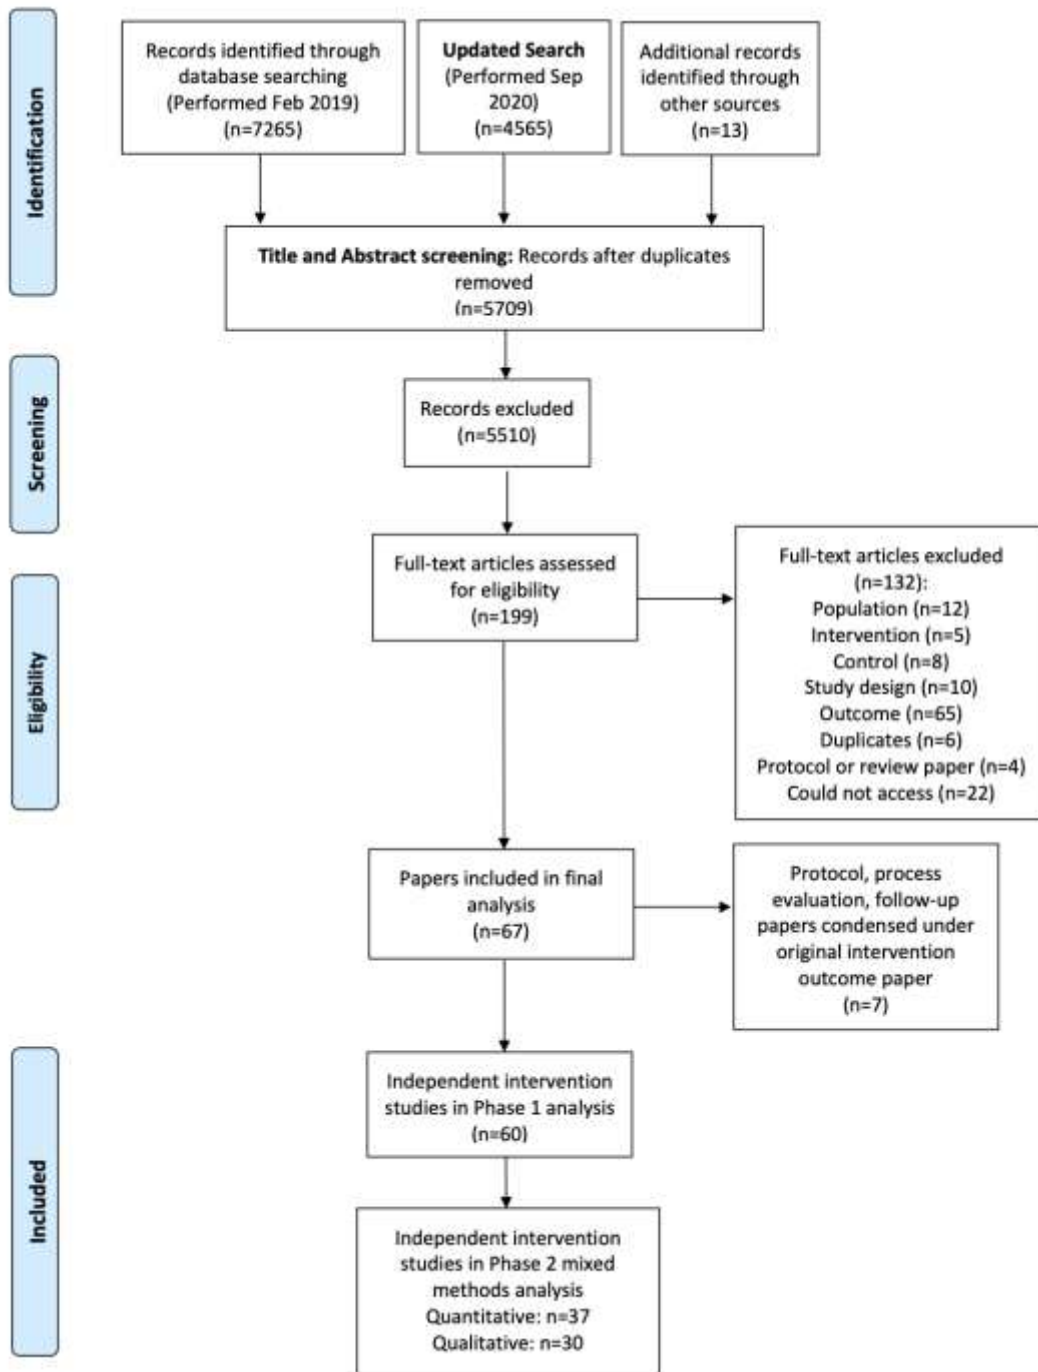 Identification
Records identified through
database searching
(Performed Feb 2019)
(n=7265)
Updated Search
(Performed Sep
2020)
(n=4565)
Additional records
identified through
other sources
(n=13)
Title and Abstract screening: Records after duplicates
removed
(n=5709)
Screening
Records excluded
(n=5510)
Eligibility
Full-text articles assessed
for eligibility
(n=199)
Full-text articles excluded
(n=132):
Population (n=12)
Intervention (n=5)
Control (n=8)
Study design (n=10)
Outcome (n=65)
Duplicates (n=6)
Protocol or review paper (n=4)
Could not access (n=22)
Papers included in final
analysis
(n=67)
Protocol, process
evaluation, follow-up
papers condensed under
original intervention
outcome paper
(n=7)
Included
Independent intervention
studies in Phase 1 analysis
(n=60)
Independent intervention
studies in Phase 2 mixed
methods analysis
Quantitative: n=37
Qualitative: n=30